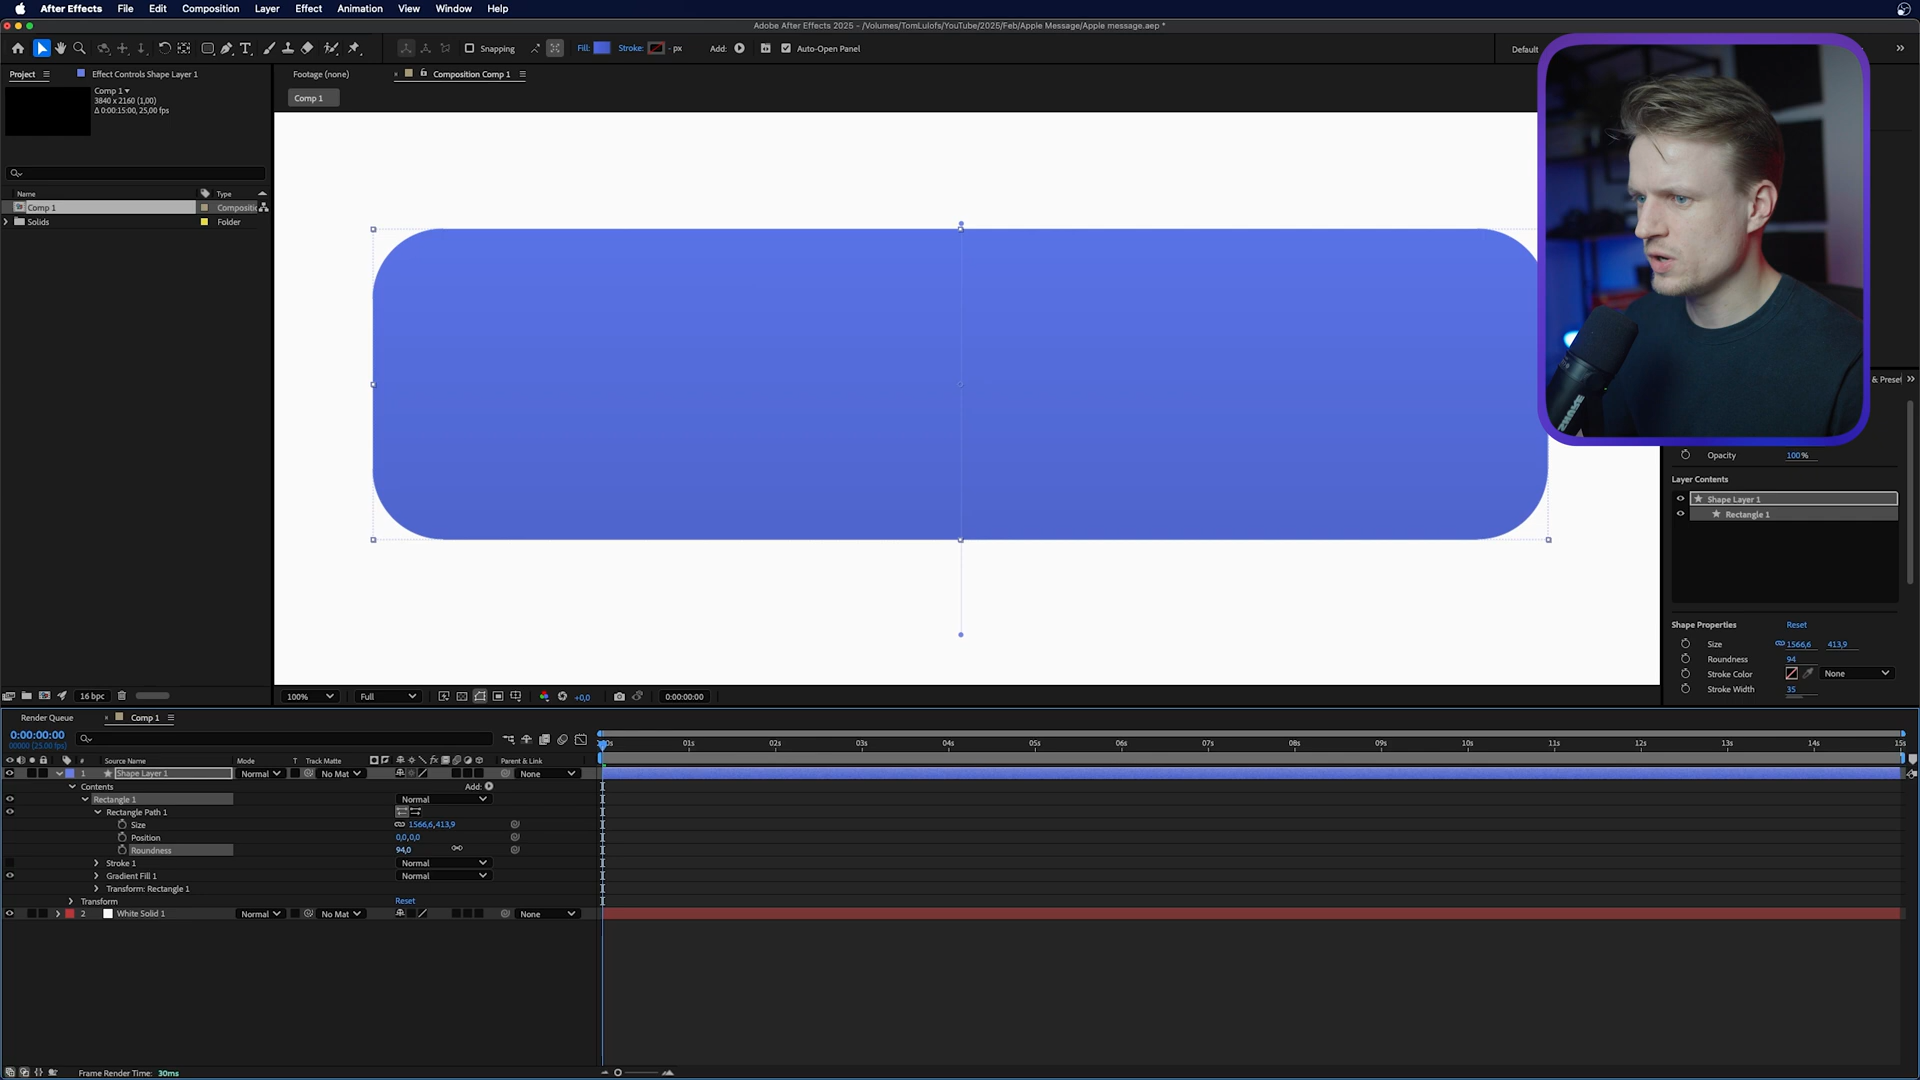 After Effects File Edit Composition Layer Effect Animation View Window Help
Adobe After Effects 2025 - /Volumes/TomLulofs/YouTube/2025/Feb/Apple Message/Apple message.aep *
Snapping Fill: Stroke: - px Add: Auto-Open Panel Default
Project Effect Controls Shape Layer 1 Footage (none) Composition Comp 1
Comp 1
3840 x 2160 (1,00)
Δ 0:00:15:00, 25,00 fps
Comp 1
Name Type
Comp 1 Compositio
Solids Folder
& Preset
Opacity 100 %
Layer Contents
Shape Layer 1
Rectangle 1
Shape Properties Reset
Size 1566,6 413,9
Roundness 94
Stroke Color None
Stroke Width 35
16 bpc 100% Full +0,0 0:00:00:00
Render Queue Comp 1
0:00:00:00
00000 (25.00 fps)
01s 02s 03s 04s 05s 06s 07s 08s 09s 10s 11s 12s 13s 14s 15s
# Source Name Mode T Track Matte Parent & Link
1 Shape Layer 1 Normal No Mat None
Contents Add:
Rectangle 1 Normal
Rectangle Path 1
Size 1566,6,413,9
Position 0,0,0,0
Roundness 94,0
Stroke 1 Normal
Gradient Fill 1 Normal
Transform: Rectangle 1
Transform Reset
2 White Solid 1 Normal No Mat None
Frame Render Time: 30ms